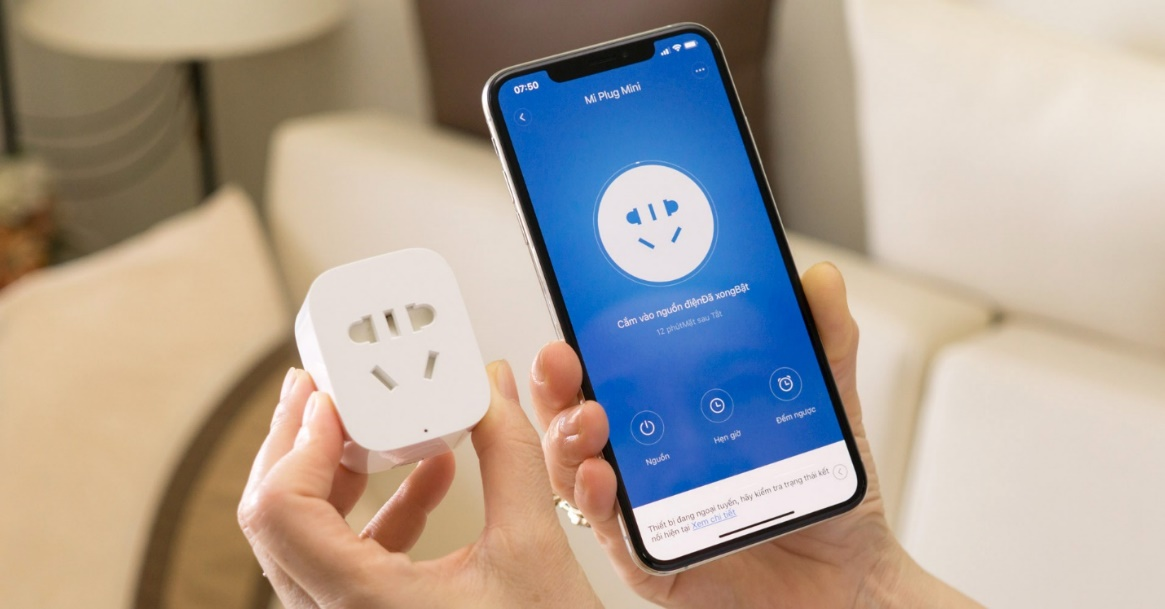 07:50
Mi Plug Mini
Cắm vào nguồn điệnĐã xongBật
12 phútMất sau Tắt
Nguồn
Hẹn giờ
Đếm ngược
Thiết bị đang ngoại tuyến, hãy kiểm tra trạng thái kết
nối hiện tại Xem chi tiết